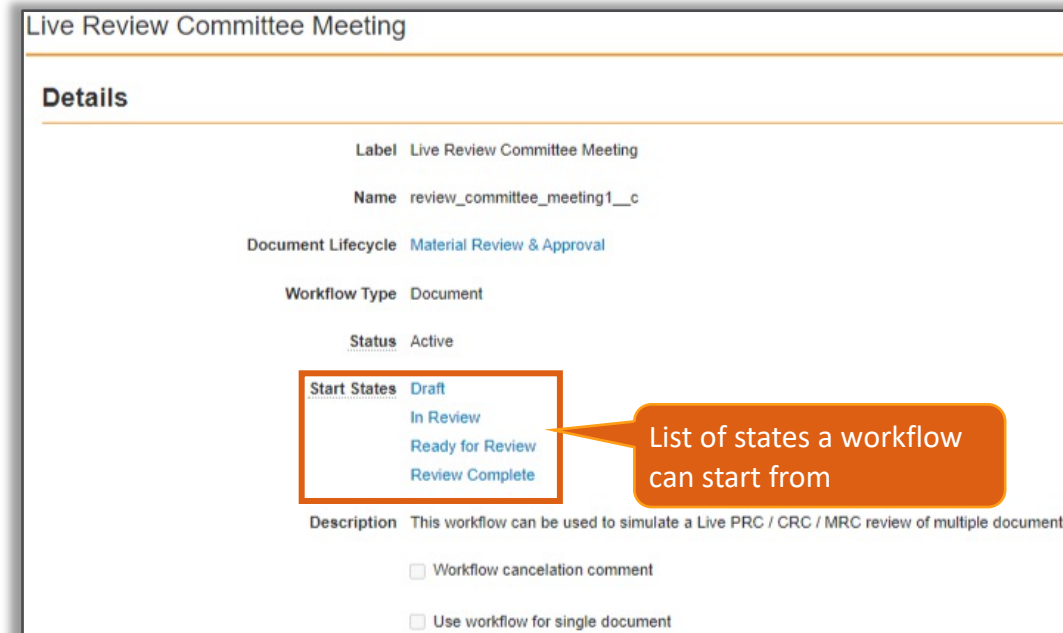 Live Review Committee Meeting
Details
Label Live Review Committee Meeting
Name review_committee_meeting1__c
Document Lifecycle Material Review & Approval
Workflow Type Document
Status Active
Start States Draft
In Review
Ready for Review
Review Complete
List of states a workflow
can start from
Description This workflow can be used to simulate a Live PRC / CRC / MRC review of multiple document
Workflow cancelation comment
Use workflow for single document